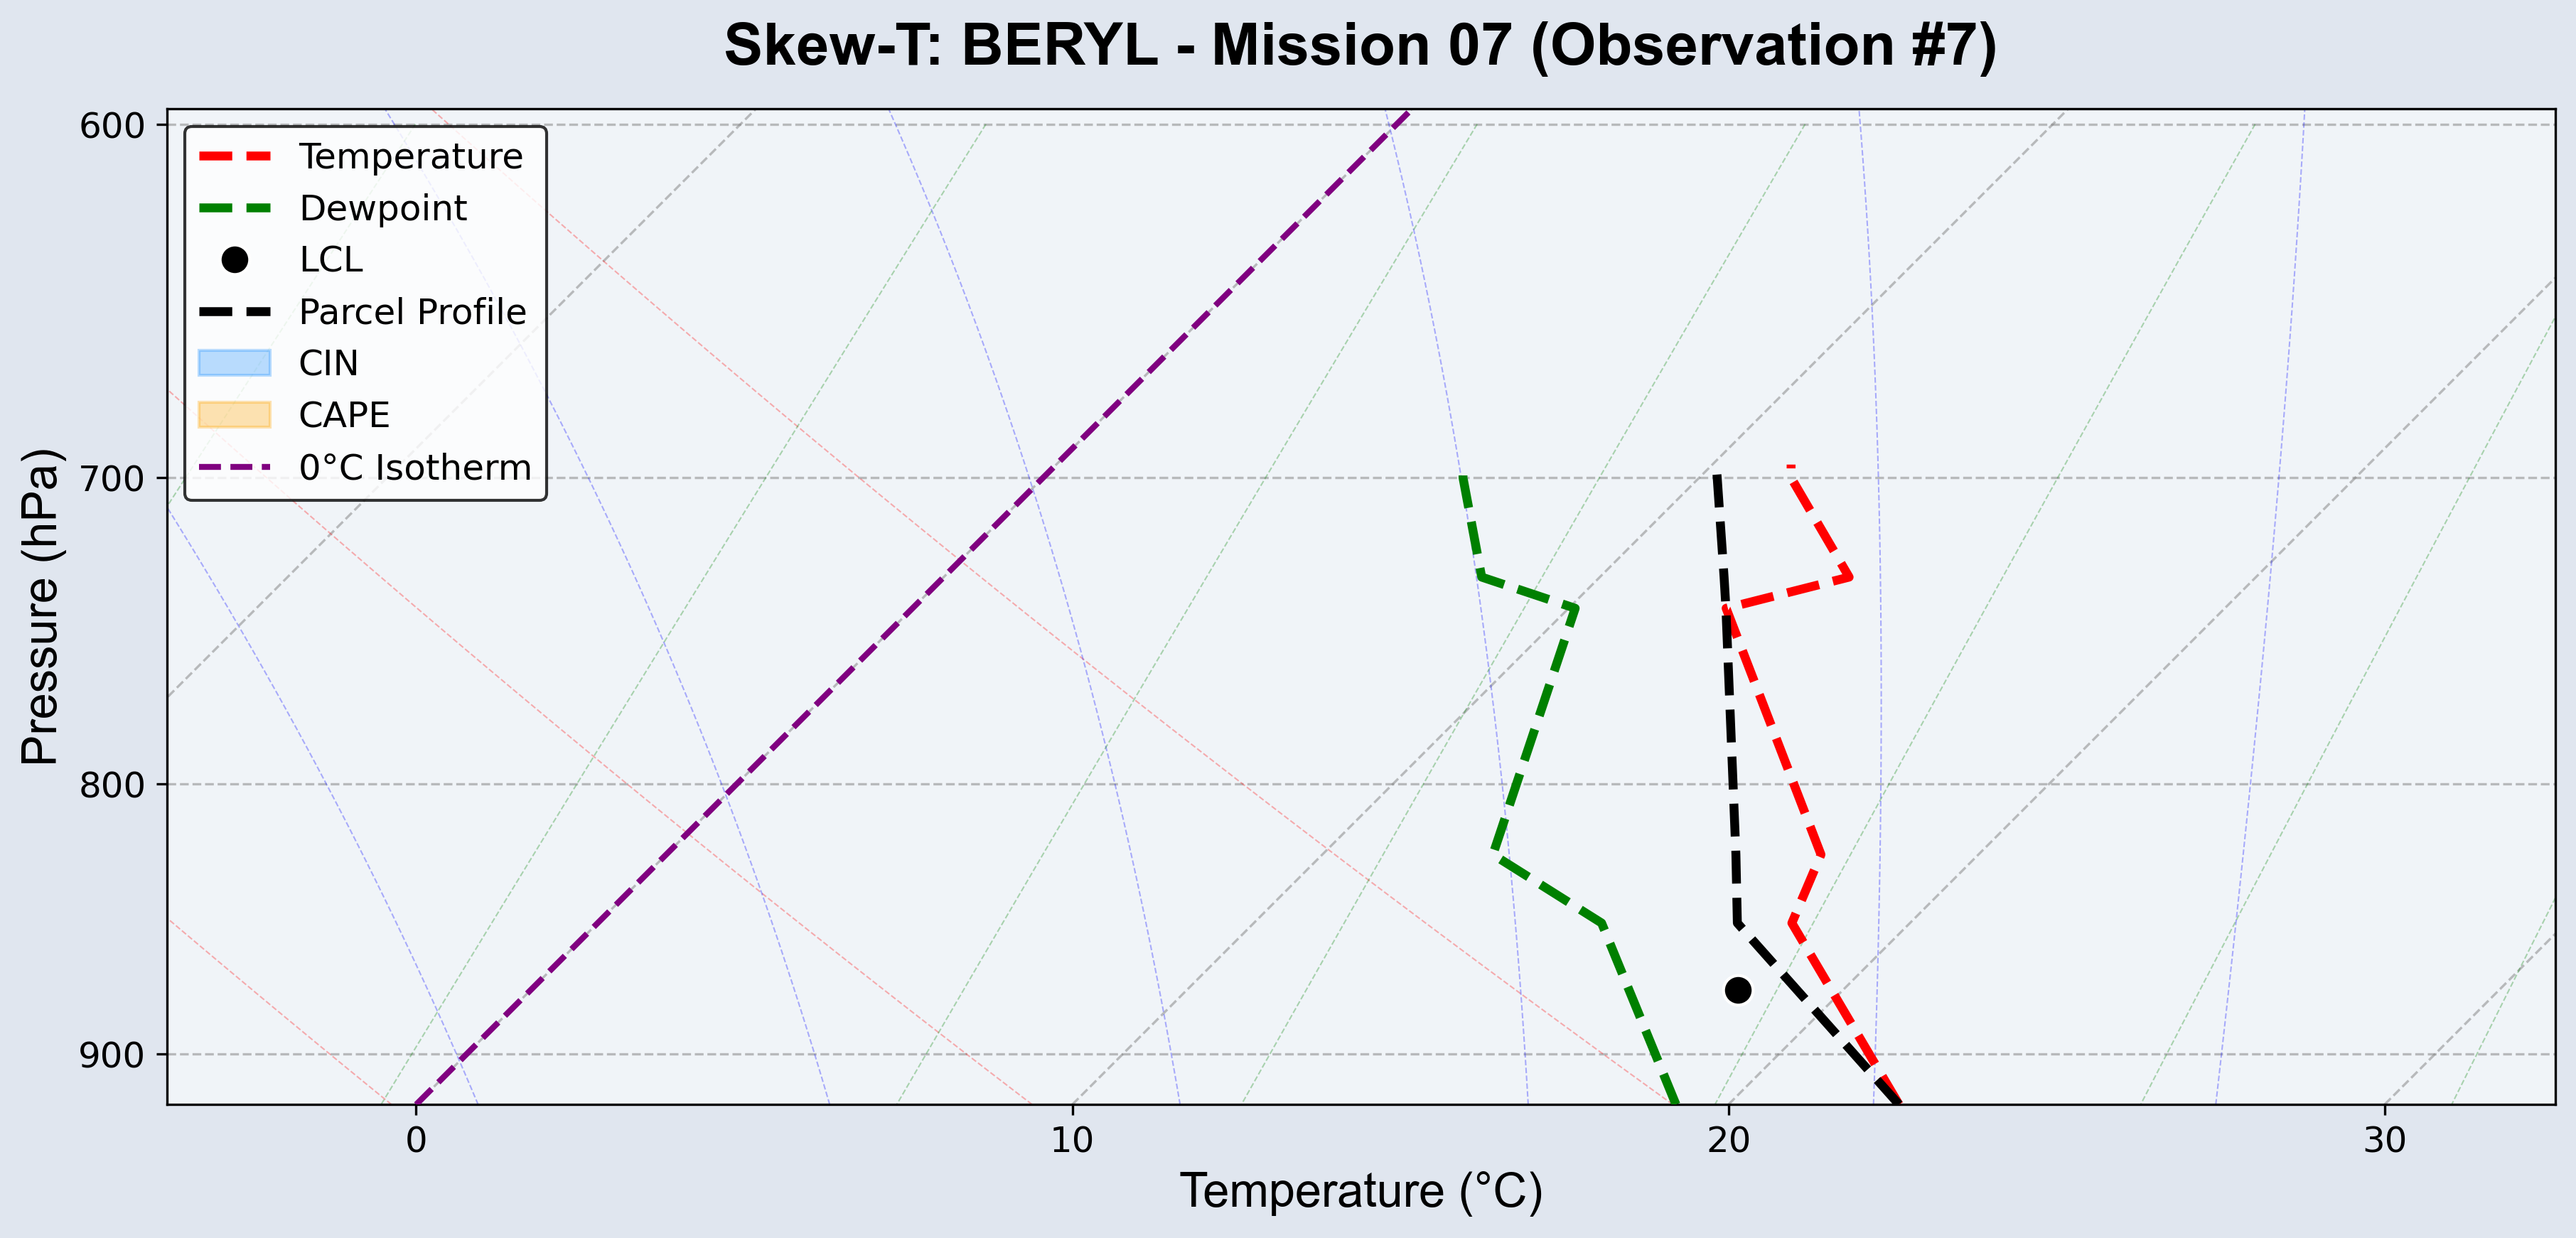 Skew-T: BERYL - Mission 07 (Observation #7)
600
700
800
900
Pressure (hPa)
Temperature
Dewpoint
LCL
Parcel Profile
CIN
CAPE
0°C Isotherm
0
10
20
30
Temperature (°C)